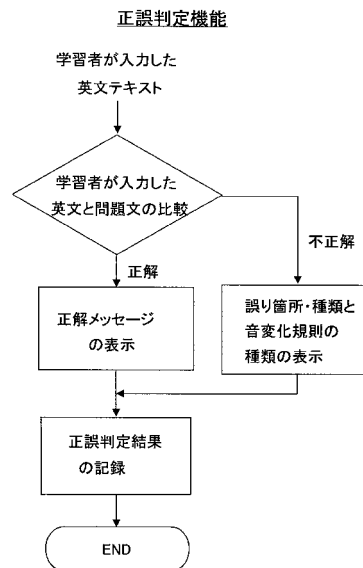 正誤判定機能
学習者が入力した
英文テキスト
学習者が入力した
英文と問題文の比較
不正解
正解
正解メッセージ
の表示
誤り箇所・種類と
音変化規則の
種類の表示
正誤判定結果
の記録
END